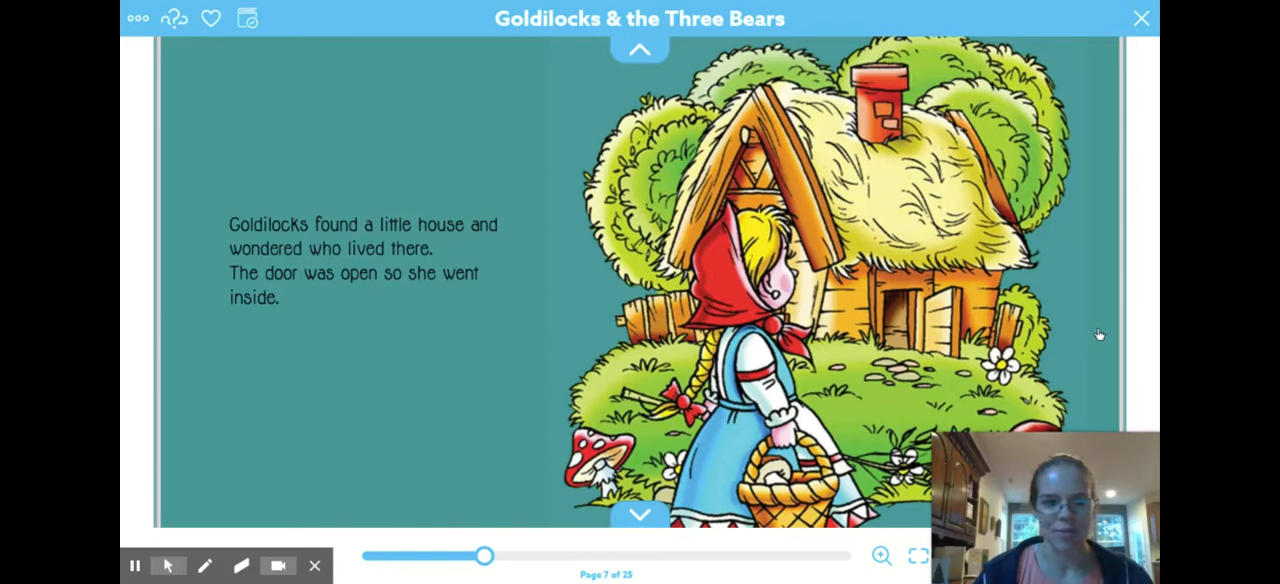 Goldilocks & the Three Bears
Goldilocks found a little house and
wondered who lived there.
The door was open so she went
inside.
Page 7 of 25